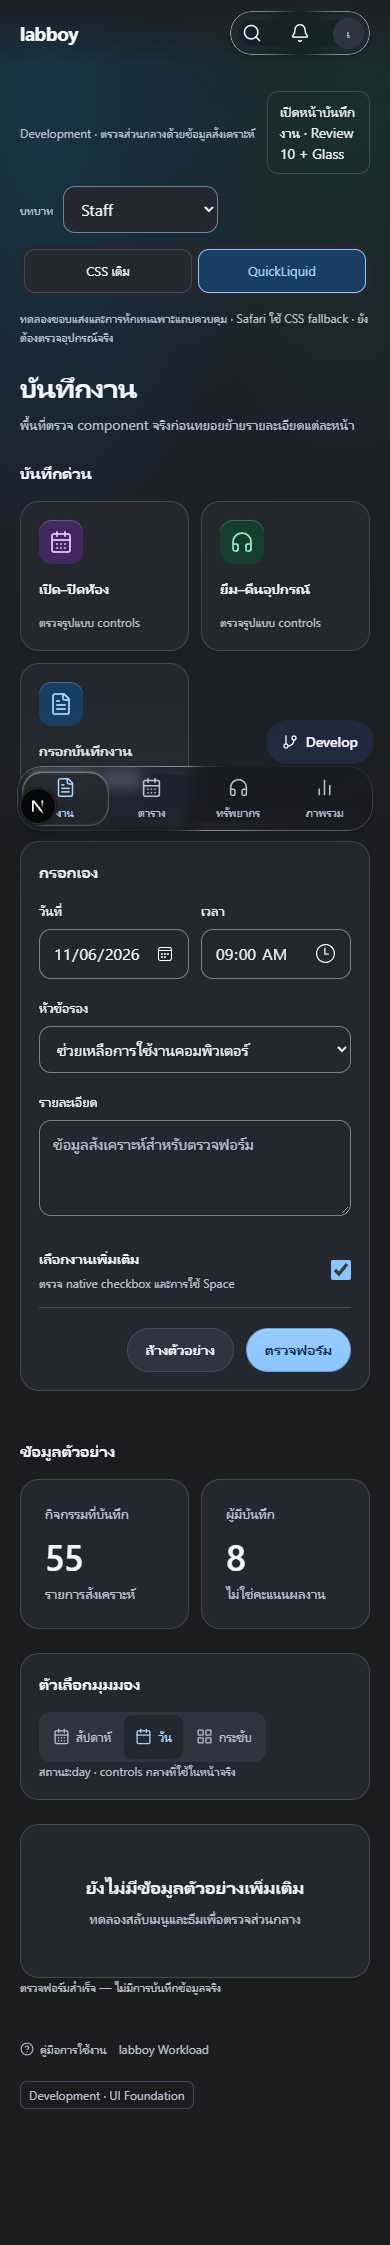 labboy
Development · ตรวจส่วนกลางด้วยข้อมูลสังเคราะห์
เปิดหน้าบันทึก
งาน · Review
10 + Glass
บทบาท
Staff
CSS เดิม
QuickLiquid
ทดลองขอบแสงและการหักเหเฉพาะแถบควบคุม · Safari ใช้ CSS fallback · ยัง
ต้องตรวจอุปกรณ์จริง
บันทึกงาน
พื้นที่ตรวจ component จริงก่อนทยอยย้ายรายละเอียดแต่ละหน้า
บันทึกด่วน
เปิด–ปิดห้อง
ตรวจรูปแบบ controls
ยืม–คืนอุปกรณ์
ตรวจรูปแบบ controls
กรอกบันทึกงาน
Develop
N
งาน
ตาราง
ทรัพยากร
ภาพรวม
กรอกเอง
วันที่
เวลา
11/06/2026
09:00 AM
หัวข้อรอง
ช่วยเหลือการใช้งานคอมพิวเตอร์
รายละเอียด
ข้อมูลสังเคราะห์สำหรับตรวจฟอร์ม
เลือกงานเพิ่มเติม
ตรวจ native checkbox และการใช้ Space
ล้างตัวอย่าง
ตรวจฟอร์ม
ข้อมูลตัวอย่าง
กิจกรรมที่บันทึก
55
รายการสังเคราะห์
ผู้มีบันทึก
8
ไม่ใช่คะแนนผลงาน
ตัวเลือกมุมมอง
สัปดาห์
วัน
กระชับ
สถานะ:day · controls กลางที่ใช้ในหน้าจริง
ยังไม่มีข้อมูลตัวอย่างเพิ่มเติม
ทดลองสลับเมนูและธีมเพื่อตรวจส่วนกลาง
ตรวจฟอร์มสำเร็จ — ไม่มีการบันทึกข้อมูลจริง
คู่มือการใช้งาน
labboy Workload
Development · UI Foundation